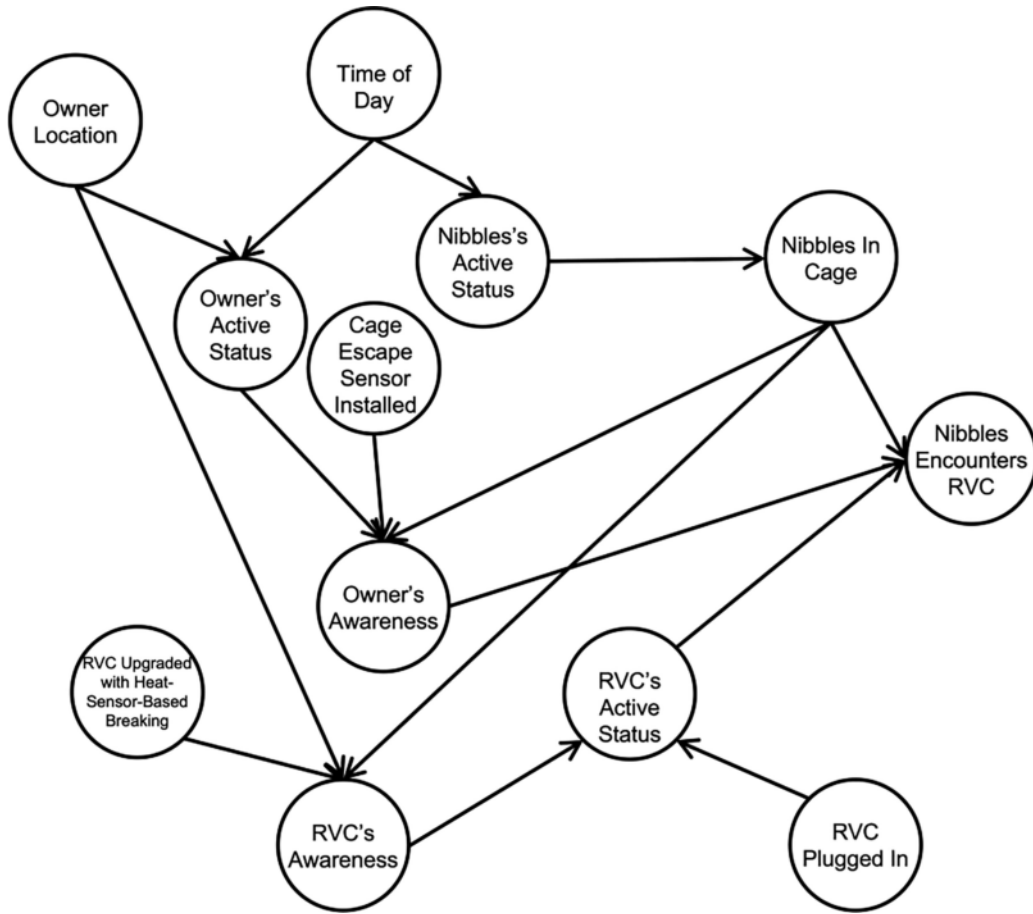 Owner
Location
Time of
Day
Nibbles's
Active
Status
Nibbles In
Cage
Owner's
Active
Status
Cage
Escape
Sensor
Installed
Nibbles
Encounters
RVC
Owner's
Awareness
RVC Upgraded
with Heat-
Sensor-Based
Breaking
RVC's
Active
Status
RVC's
Awareness
RVC
Plugged In